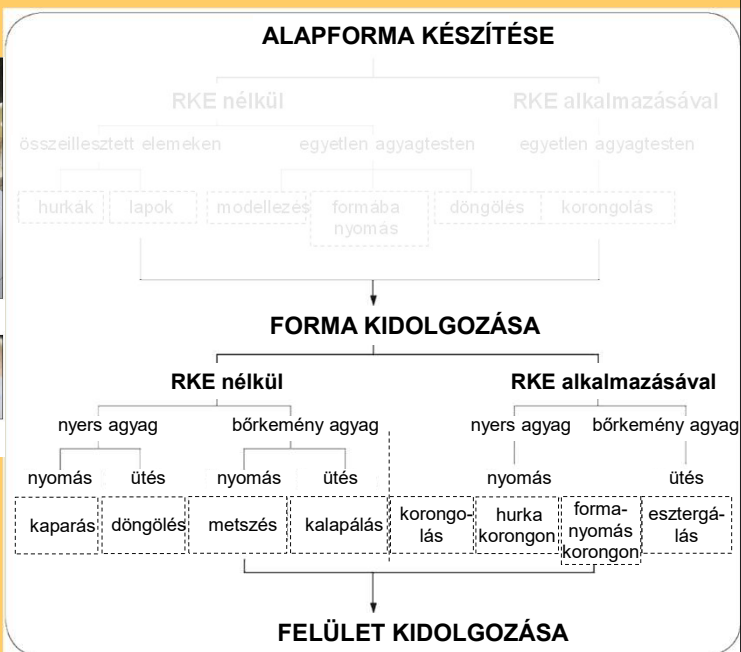 ALAPFORMA KÉSZÍTÉSE
RKE nélkül RKE alkalmazásával
összeillesztett elemeken egyetlen agyagtesten egyetlen agyagtesten
hurkák lapok modellezés formába döngölés korongolás
nyomás
FORMA KIDOLGOZÁSA
RKE nélkül RKE alkalmazásával
nyers agyag bőrkemény agyag nyers agyag bőrkemény agyag
nyomás ütés nyomás ütés nyomás ütés
kaparás döngölés metszés kalapálás korongo- hurka forma- esztergá-
lás korongon nyomás lás
korongon
FELÜLET KIDOLGOZÁSA